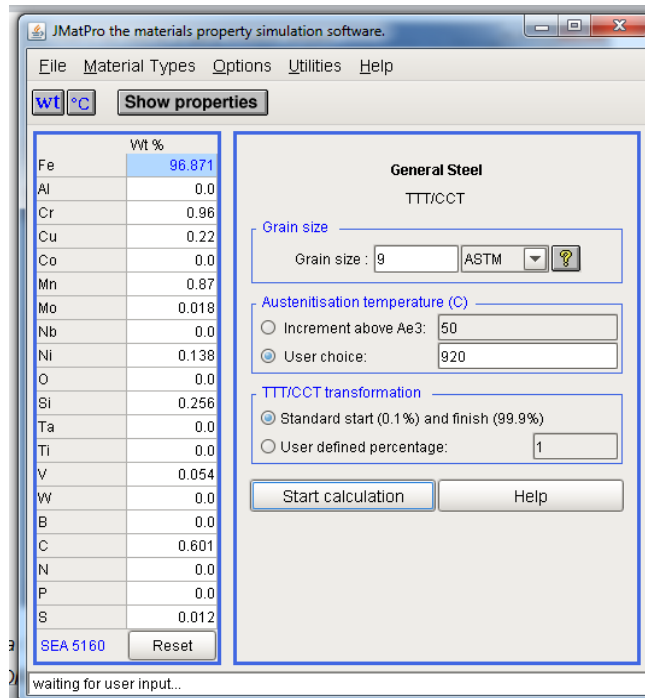 JMatPro the materials property simulation software.
File Material Types Options Utilities Help
wt °C Show properties
Wt %
Fe 96.871
Al 0.0
Cr 0.96
Cu 0.22
Co 0.0
Mn 0.87
Mo 0.018
Nb 0.0
Ni 0.138
O 0.0
Si 0.256
Ta 0.0
Ti 0.0
V 0.054
W 0.0
B 0.0
C 0.601
N 0.0
P 0.0
S 0.012
SEA 5160 Reset
General Steel
TTT/CCT
Grain size
Grain size : 9 ASTM ?
Austenitisation temperature (C)
Increment above Ae3: 50
User choice: 920
TTT/CCT transformation
Standard start (0.1%) and finish (99.9%)
User defined percentage: 1
Start calculation Help
waiting for user input...